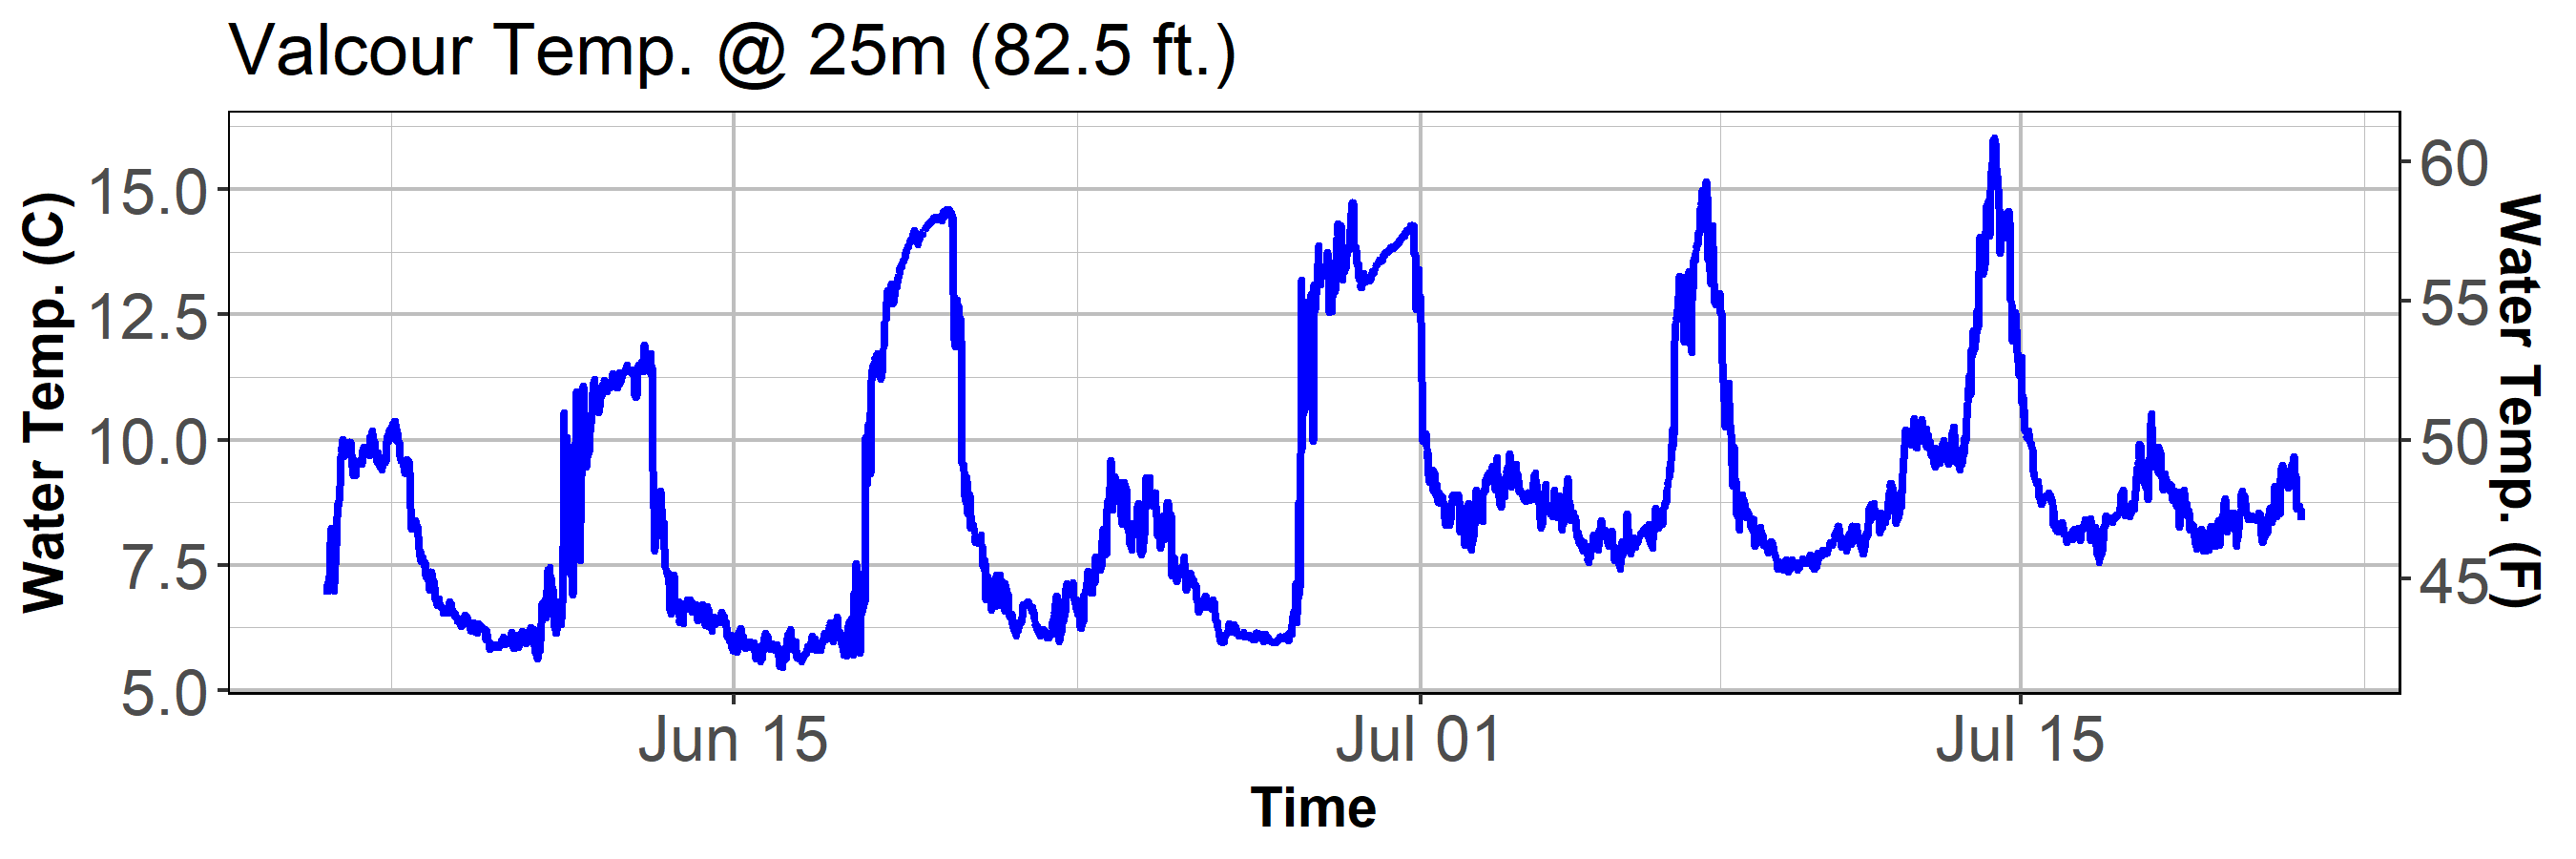 Valcour Temp. @ 25m (82.5 ft.)
Water Temp. (C)
15.0
12.5
10.0
7.5
5.0
60
55
50
45
Water Temp. (F)
Jun 15
Jul 01
Jul 15
Time